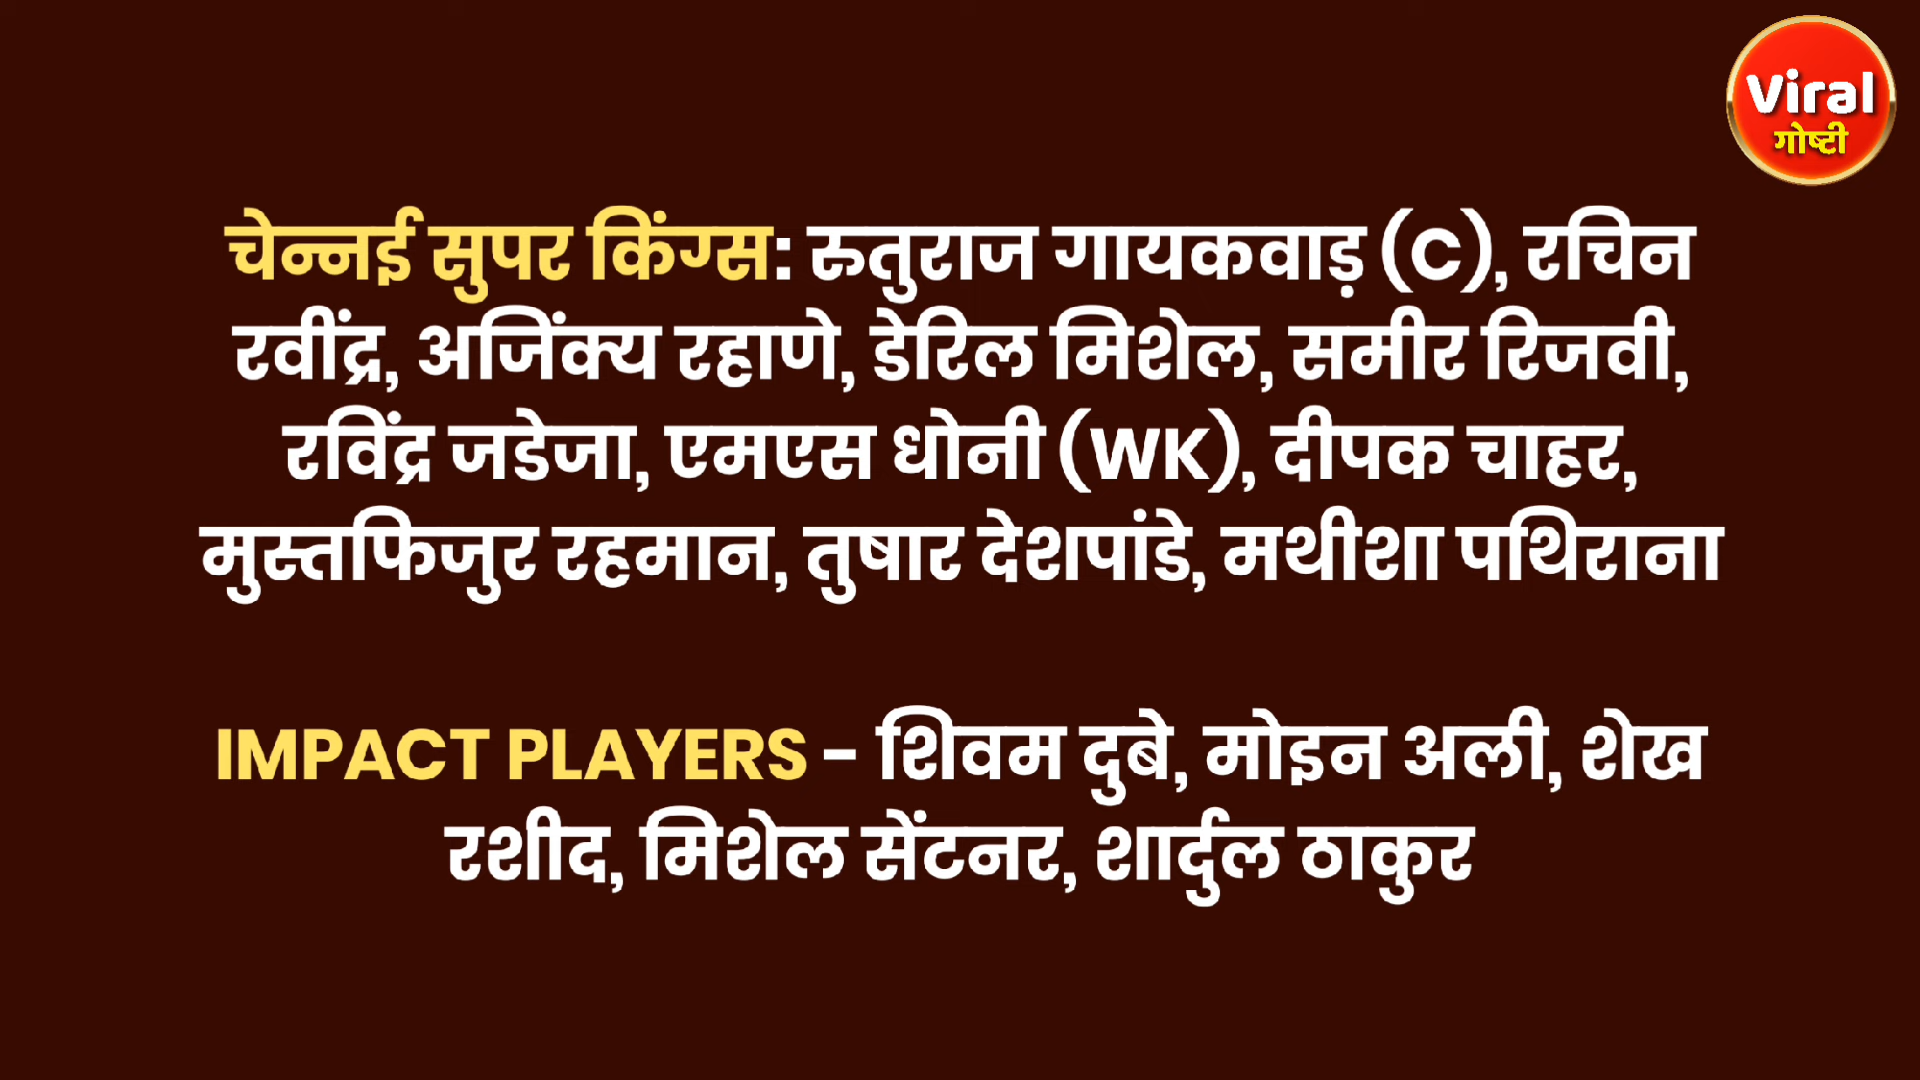 Viral
गोष्टी
चेन्नई सुपर किंग्स: रुतुराज गायकवाड़ (C), रचिन
रवींद्र, अजिंक्य रहाणे, डेरिल मिशेल, समीर रिजवी,
रविंद्र जडेजा, एमएस धोनी (WK), दीपक चाहर,
मुस्तफिजुर रहमान, तुषार देशपांडे, मथीशा पथिराना
IMPACT PLAYERS – शिवम दुबे, मोइन अली, शेख
रशीद, मिशेल सेंटनर, शार्दुल ठाकुर